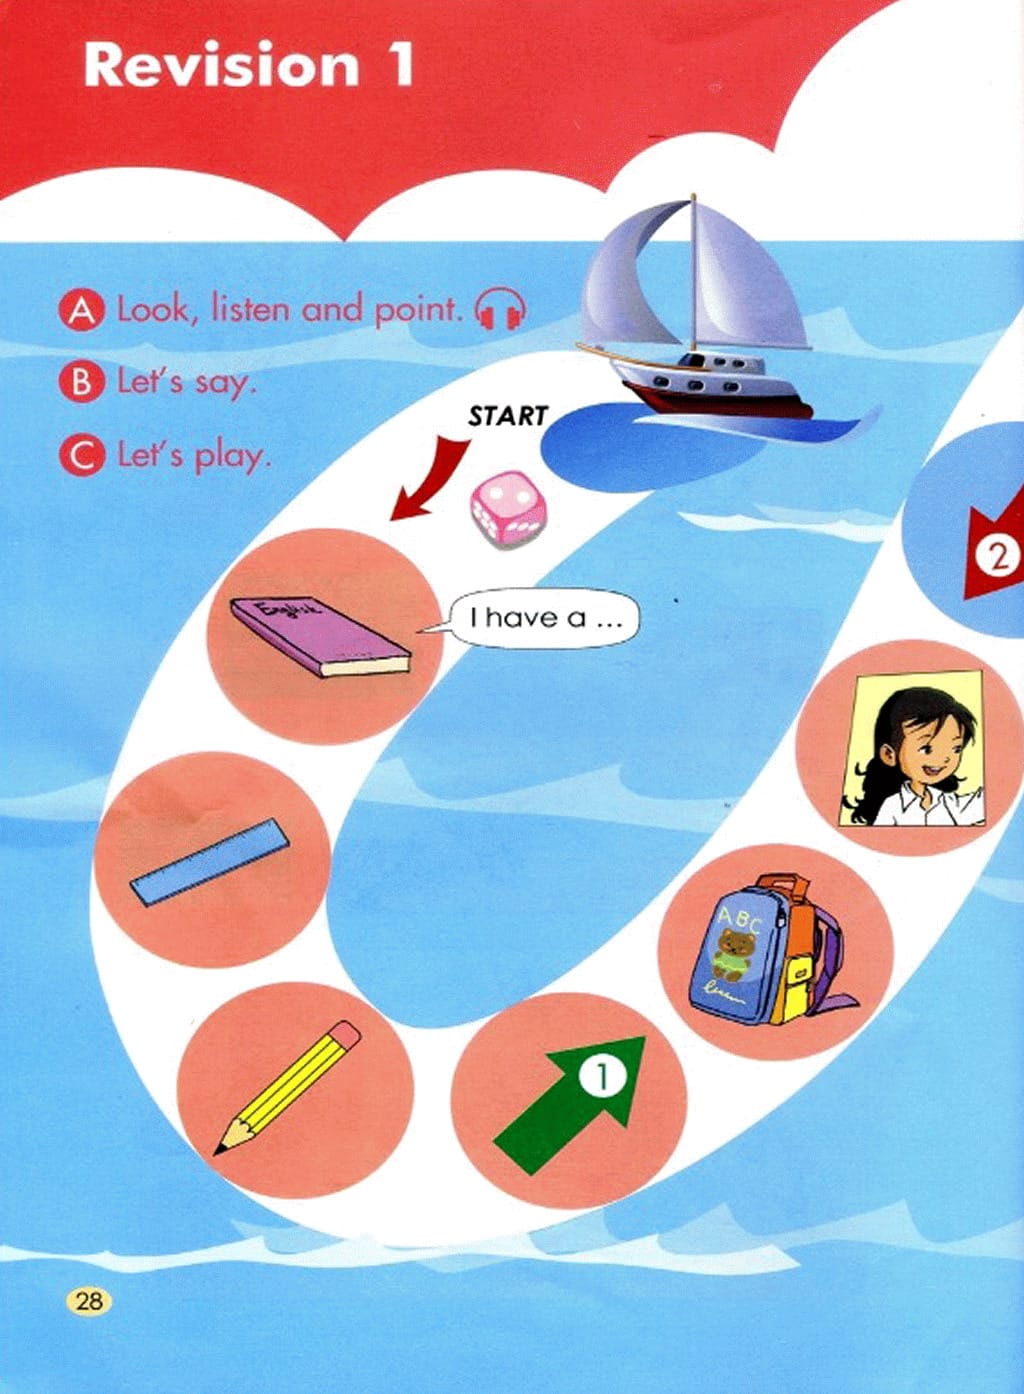 Revision 1
A Look, listen and point.
B Let's say.
C Let's play.
START
English
I have a ...
2
ABC
1
28